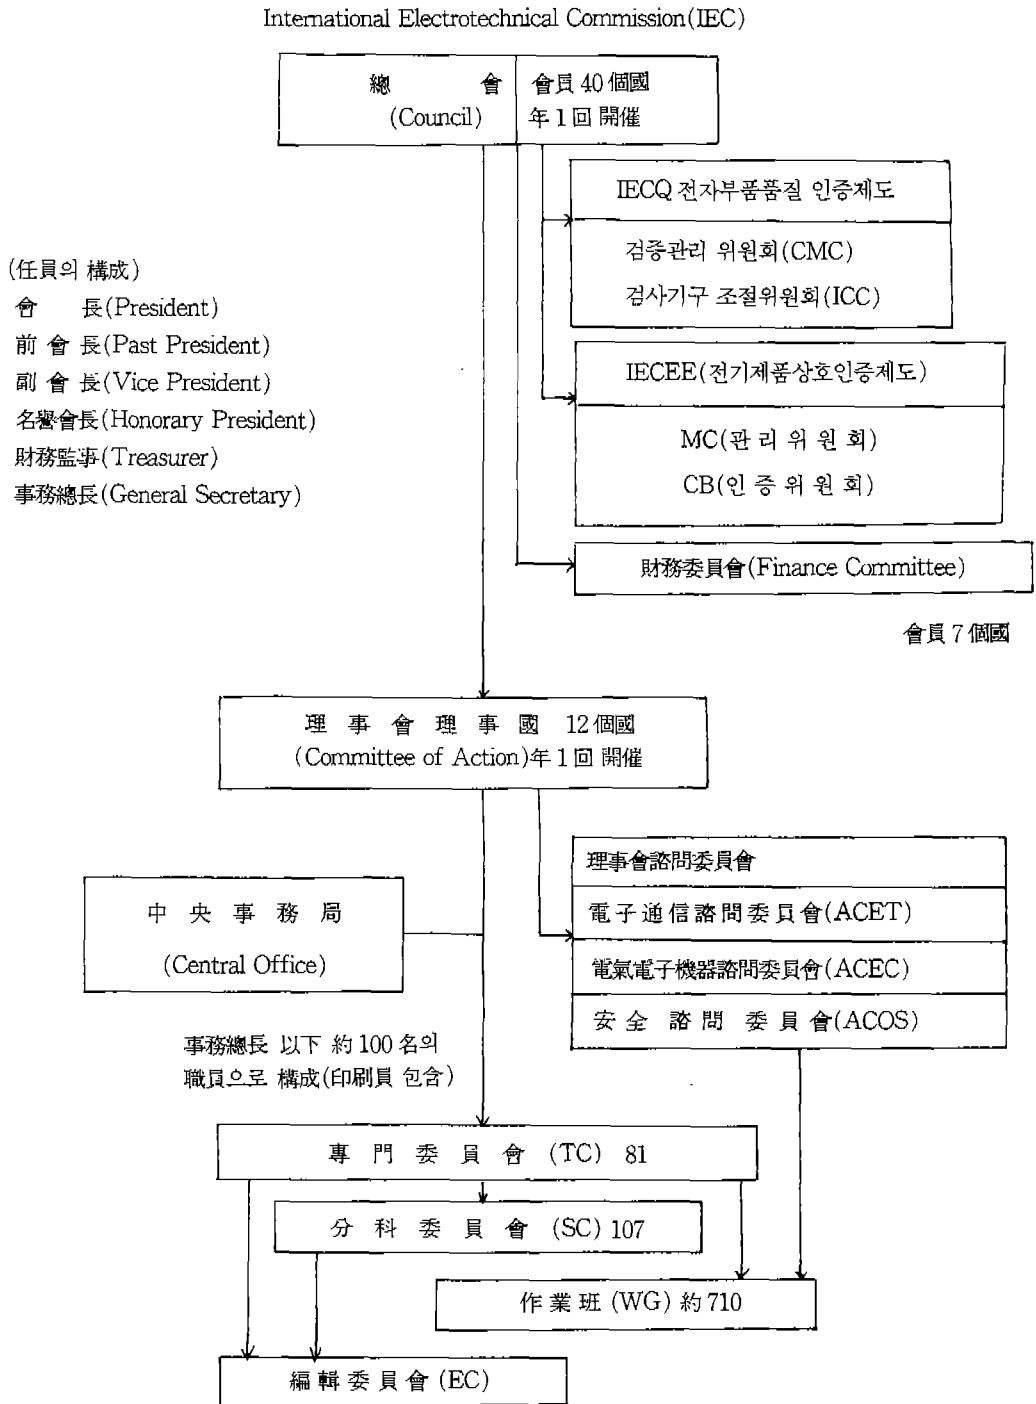 International Electrotechnical Commission(IEC)
總 會
(Council)
會員 40個國
年1回 開催
IECQ 전자부품품질 인증제도
검증관리 위원회(CMC)
검사기구 조절위원회(ICC)
(任員의 構成)
會 長(President)
前 會 長(Past President)
副 會 長(Vice President)
名譽會長(Honorary President)
財務監事(Treasurer)
事務總長(General Secretary)
IECEE(전기제품상호인증제도)
MC(관 리 위 원 회)
CB(인 증 위 원 회)
財務委員會(Finance Committee)
會員 7個國
理 事 會 理 事 國 12個國
(Committee of Action)年1回 開催
中 央 事 務 局
(Central Office)
理事會諮問委員會
電子通信諮問委員會(ACET)
電氣電子機器諮問委員會(ACEC)
安全 諮問 委員會(ACOS)
事務總長 以下 約100名의
職員으로 構成(印刷員 包含)
專 門 委 員 會 (TC) 81
分 科 委 員 會 (SC) 107
作 業 班 (WG) 約710
編 輯 委 員 會 (EC)